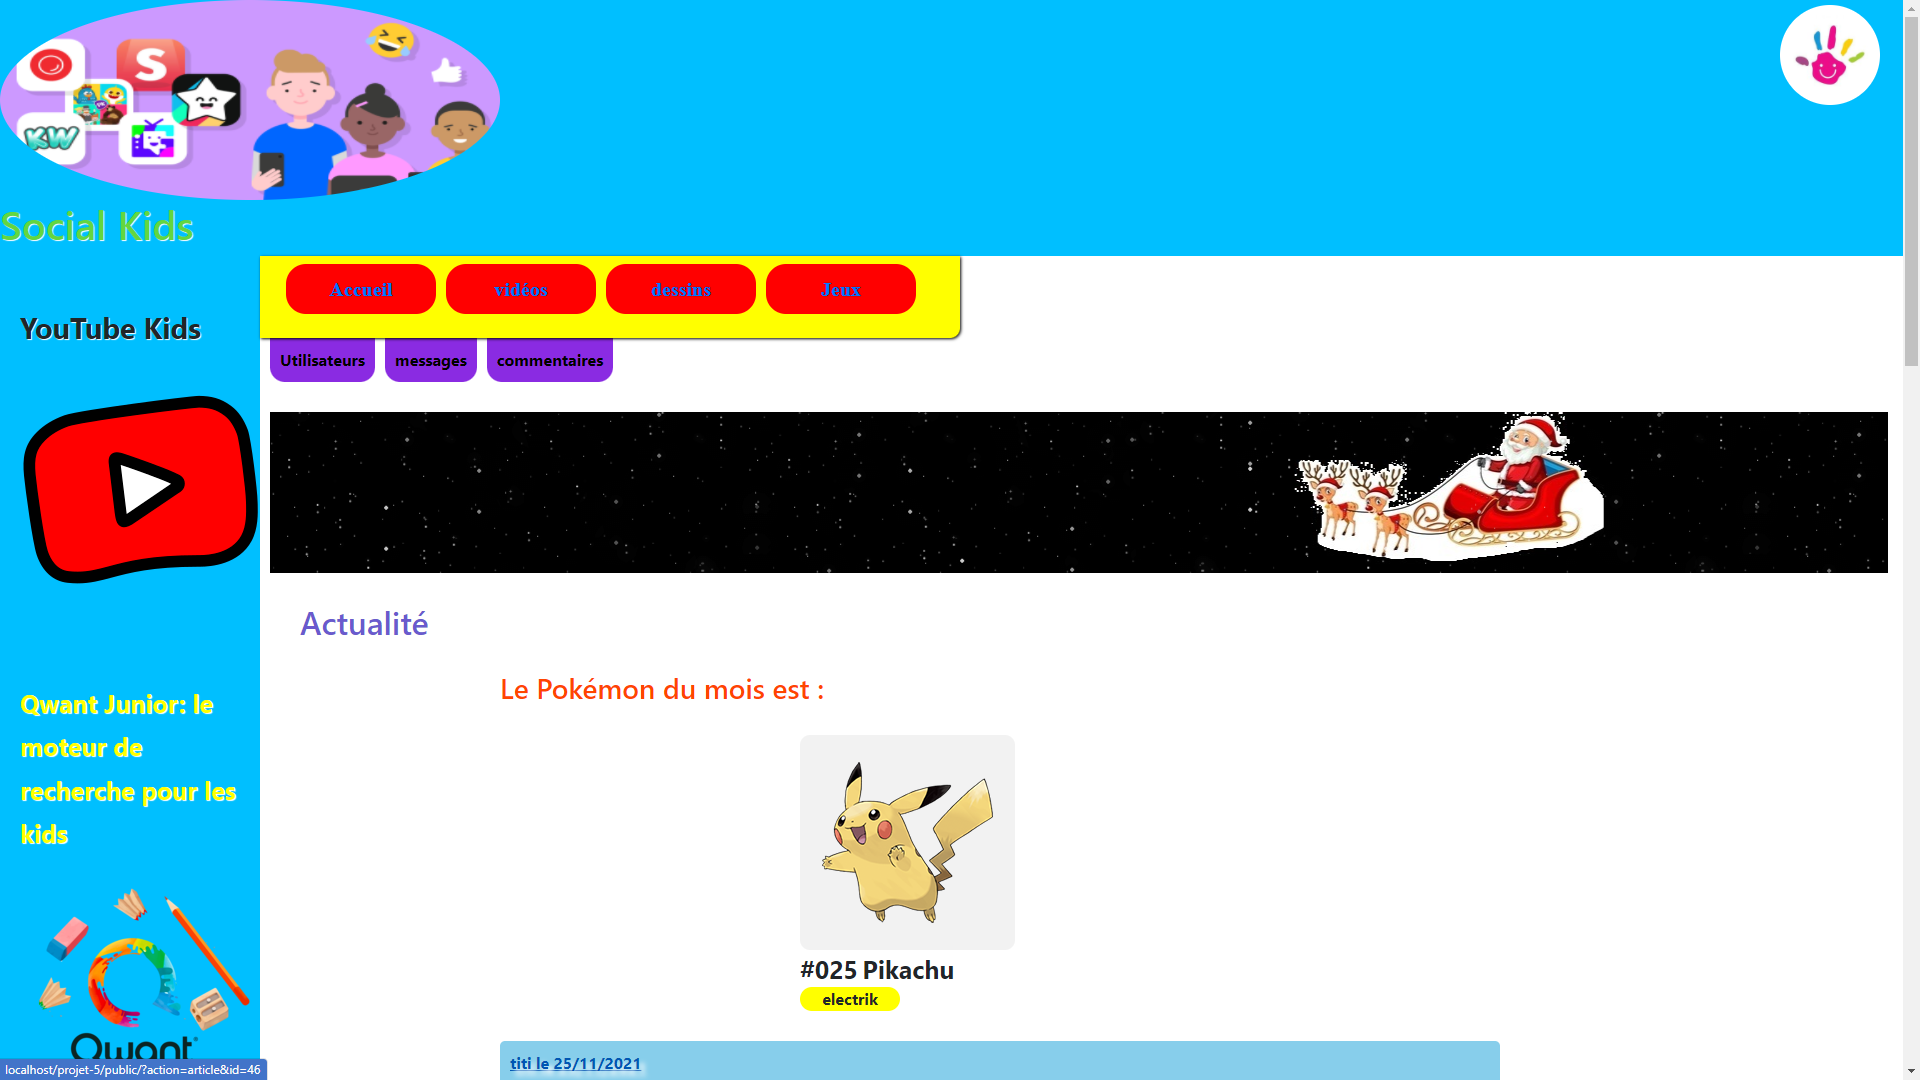 S
KW
Social Kids
Accueil
vidéos
dessins
Jeux
YouTube Kids
Utilisateurs
messages
commentaires
Actualité
Le Pokémon du mois est :
Qwant Junior: le
moteur de
recherche pour les
kids
#025 Pikachu
electrik
Qwant
titi le 25/11/2021
localhost/projet-5/public/?action=article&id=46